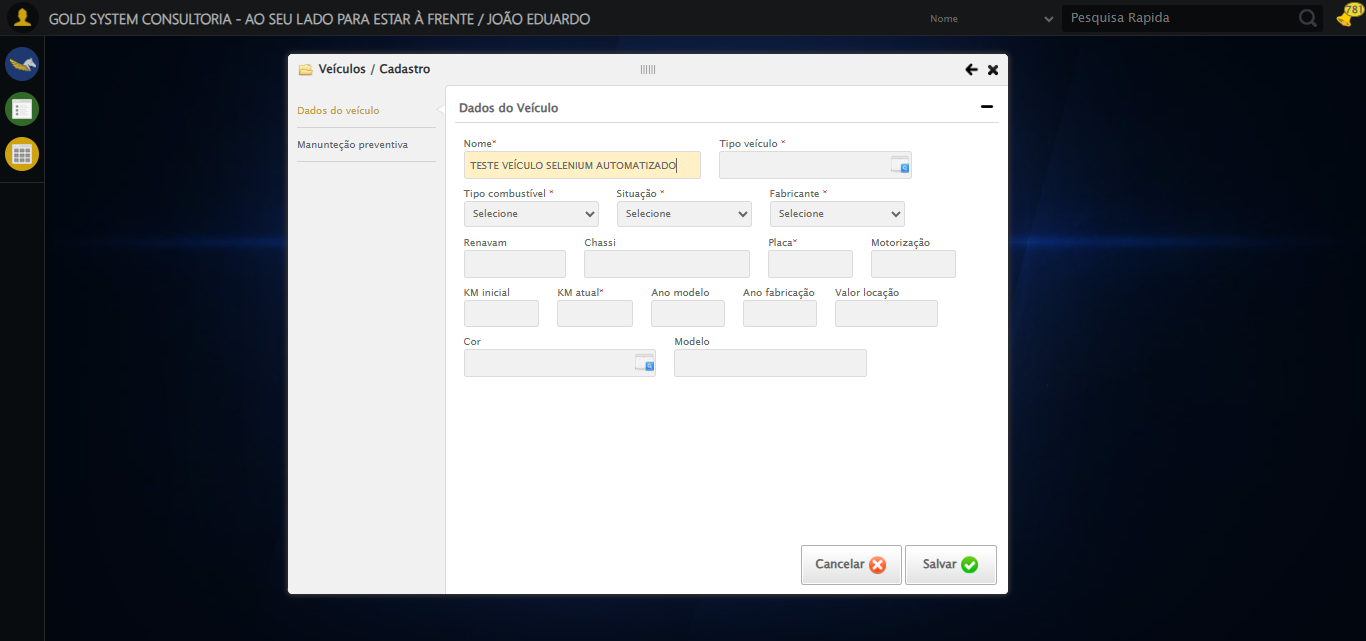 GOLD SYSTEM CONSULTORIA - AO SEU LADO PARA ESTAR À FRENTE / JOÃO EDUARDO
Nome
Pesquisa Rapida
781
Veículos / Cadastro
Dados do veículo
Manunteção preventiva
Dados do Veículo
Nome*
Tipo veículo *
TESTE VEÍCULO SELENIUM AUTOMATIZADO
Tipo combustível *
Situação *
Fabricante *
Selecione
Selecione
Selecione
Renavam
Chassi
Placa*
Motorização
KM inicial
KM atual*
Ano modelo
Ano fabricação
Valor locação
Cor
Modelo
Cancelar
Salvar